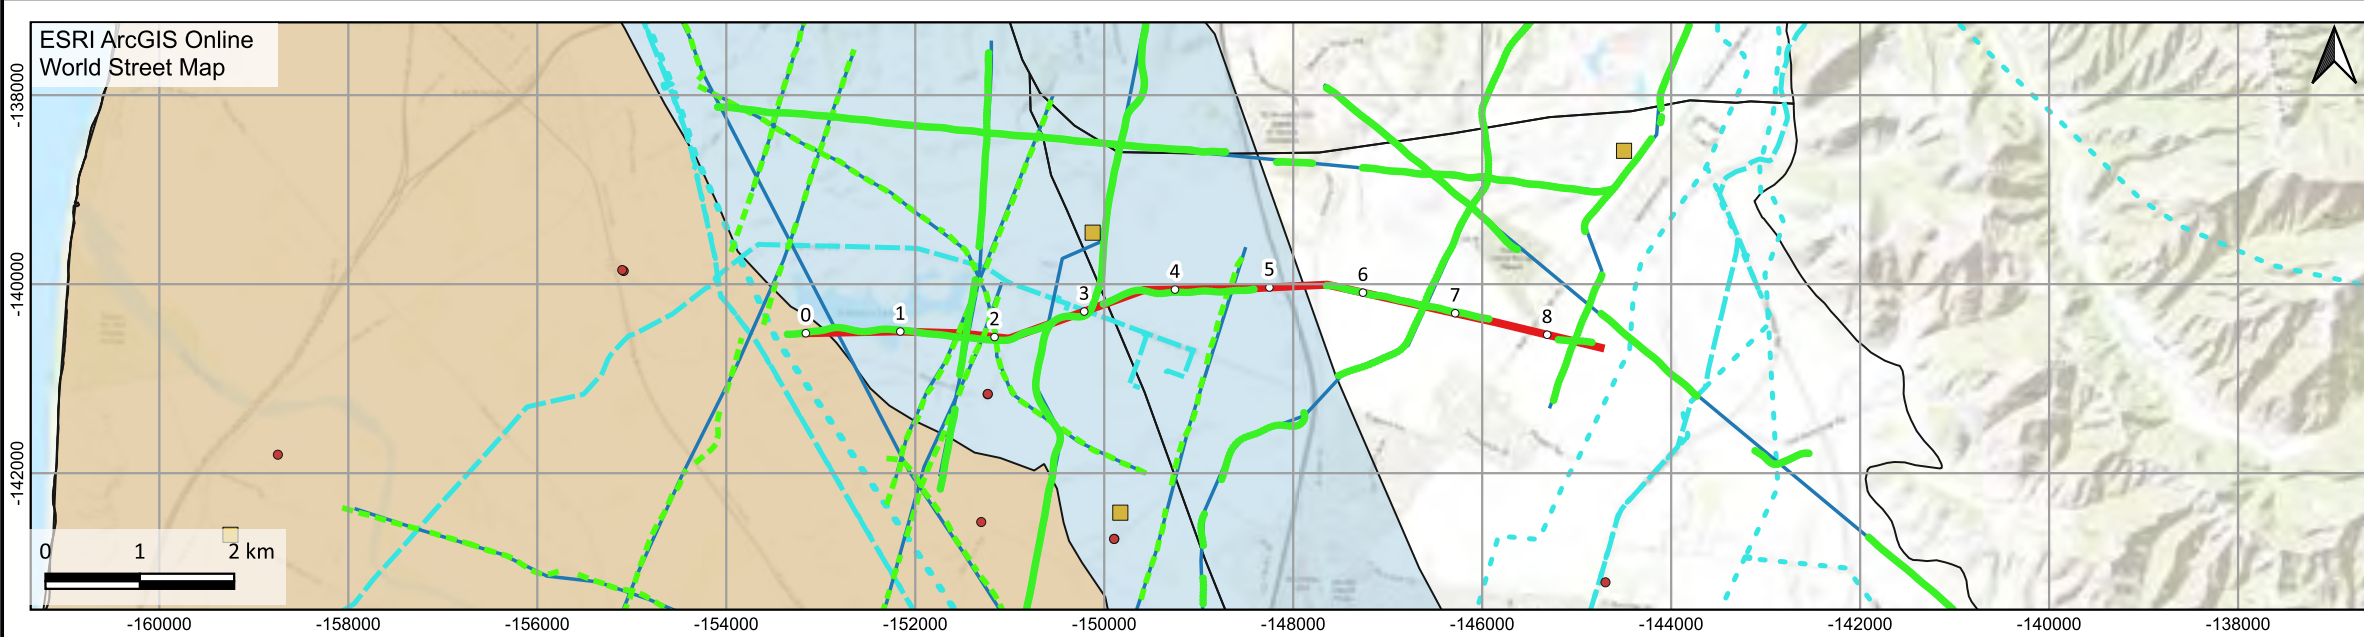 ESRI ArcGIS Online
World Street Map
-138000
-140000
-142000
0 1 2 3 4 5 6 7 8
0 1 2 km
-160000 -158000 -156000 -154000 -152000 -150000 -148000 -146000 -144000 -142000 -140000 -138000